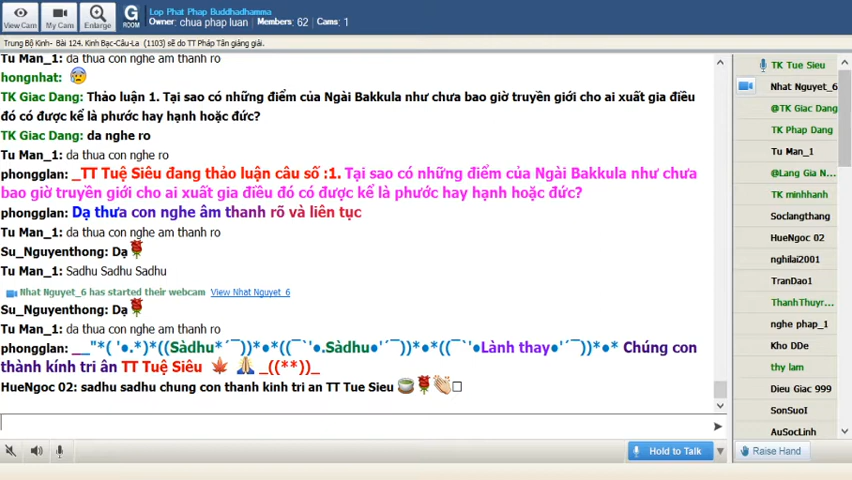 View Cam
My Cam
Enlarge
G
ROOM
Lop Phat Phap Buddhadhamma
Owner: chua phap luan Members: 62 Cams: 1
Trung Bộ Kinh- Bài 124. Kinh Bạc-Câu-La (1103) sẽ do TT Pháp Tân giảng giải.
Tu Man_1: da thua con nghe am thanh ro
hongnhat:
TK Giac Dang: Thảo luận 1. Tại sao có những điểm của Ngài Bakkula như chưa bao giờ truyền giới cho ai xuất gia điều
đó có được kể là phước hay hạnh hoặc đức?
TK Giac Dang: da nghe ro
Tu Man_1: da thua con nghe ro
phongglan: _TT Tuệ Siêu đang thảo luận câu số :1. Tại sao có những điểm của Ngài Bakkula như chưa
bao giờ truyền giới cho ai xuất gia điều đó có được kể là phước hay hạnh hoặc đức?
phongglan: Dạ thưa con nghe âm thanh rõ và liên tục
Tu Man_1: da thua con nghe am thanh ro
Su_Nguyenthong: Dạ
Tu Man_1: Sadhu Sadhu Sadhu
Nhat Nguyet_6 has started their webcam View Nhat Nguyet_6
Su_Nguyenthong: Dạ
Tu Man_1: da thua con nghe am thanh ro
phongglan: __"*( '●.*)*((Sàdhu*´¯))*●*((¯`'●.Sàdhu●'´¯))*●*((¯`'●Lành thay●'´¯))*●* Chúng con
thành kính tri ân TT Tuệ Siêu _((**))_
HueNgoc 02: sadhu sadhu chung con thanh kinh tri an TT Tue Sieu
Hold to Talk
TK Tue Sieu
Nhat Nguyet_6
@TK Giac Dang
TK Phap Dang
Tu Man_1
@Lang Gia N...
TK minhhanh
Soclangthang
HueNgoc 02
nghilai2001
TranDao1
ThanhThuyr...
nghe phap_1
Kho DDe
thy lam
Dieu Giac 999
SonSuoI
AuSocLinh
Raise Hand